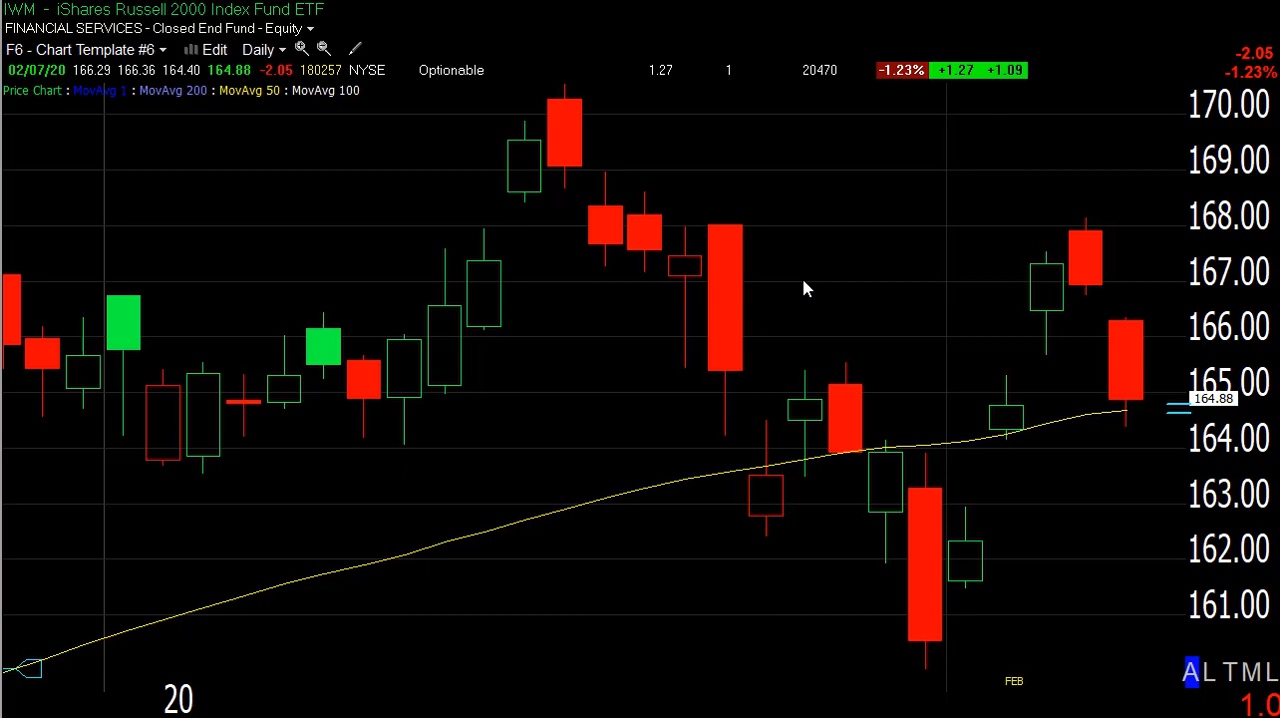 IWM - iShares Russell 2000 Index Fund ETF
FINANCIAL SERVICES - Closed End Fund - Equity
F6 - Chart Template #6 Edit Daily
-2.05
02/07/20 166.29 166.36 164.40 164.88 -2.05 180257 NYSE Optionable 1.27 1 20470 -1.23% +1.27 +1.09
-1.23%
Price Chart : MovAvg 1 : MovAvg 200 : MovAvg 50 : MovAvg 100
170.00
169.00
168.00
167.00
166.00
165.00
164.88
164.00
163.00
162.00
161.00
A L T M L
FEB
20
1.0